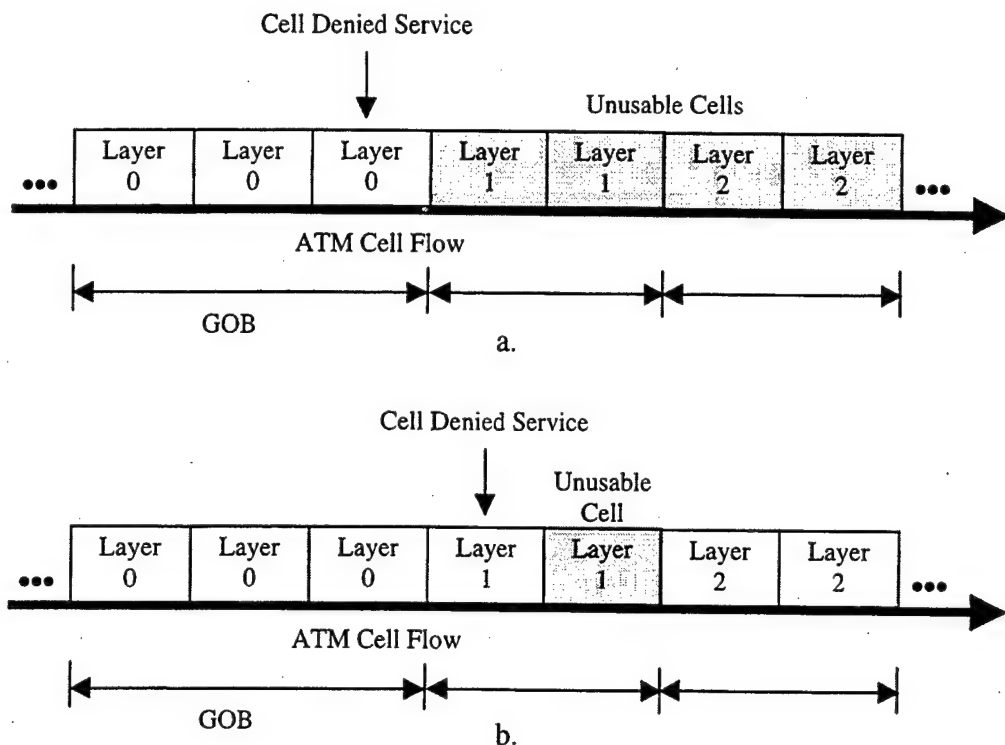 Cell Denied Service
Unusable Cells
Layer 0 Layer 0 Layer 0 Layer 1 Layer 1 Layer 2 Layer 2
ATM Cell Flow
GOB
a.
Cell Denied Service
Unusable
Cell
Layer 0 Layer 0 Layer 0 Layer 1 Layer 1 Layer 2 Layer 2
ATM Cell Flow
GOB
b.